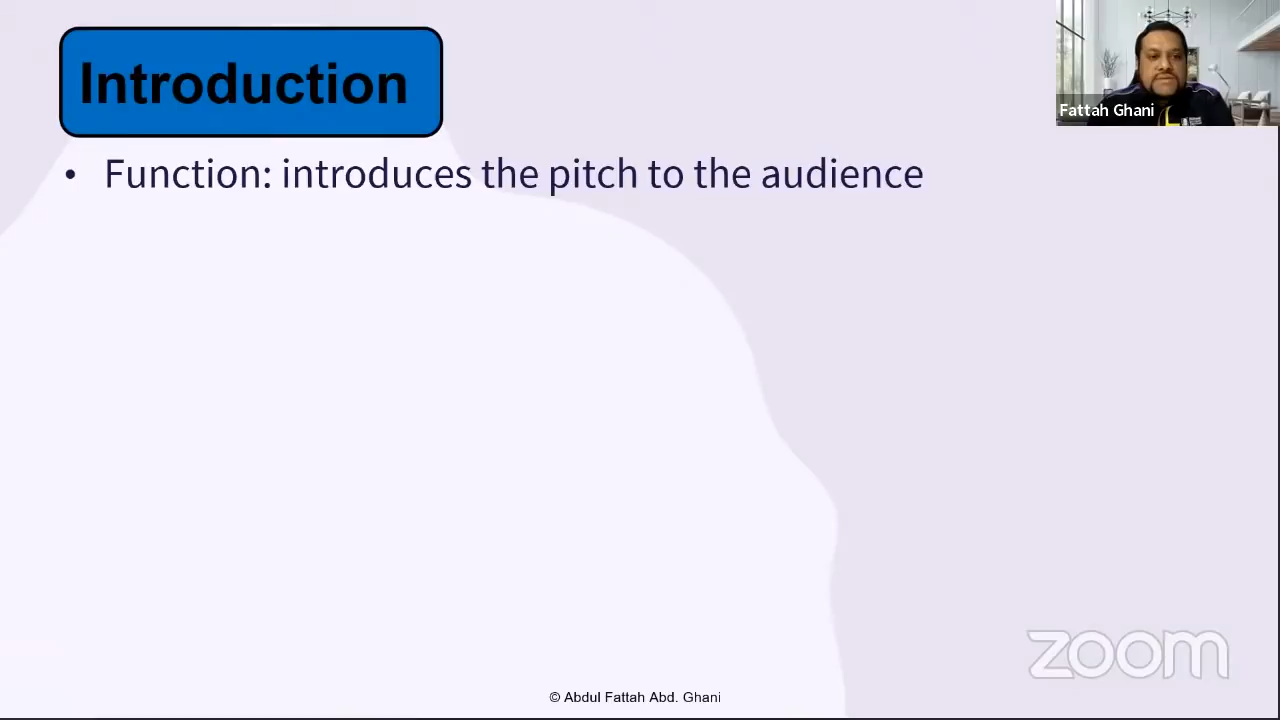 Introduction
Fattah Ghani
• Function: introduces the pitch to the audience
zoom
© Abdul Fattah Abd. Ghani